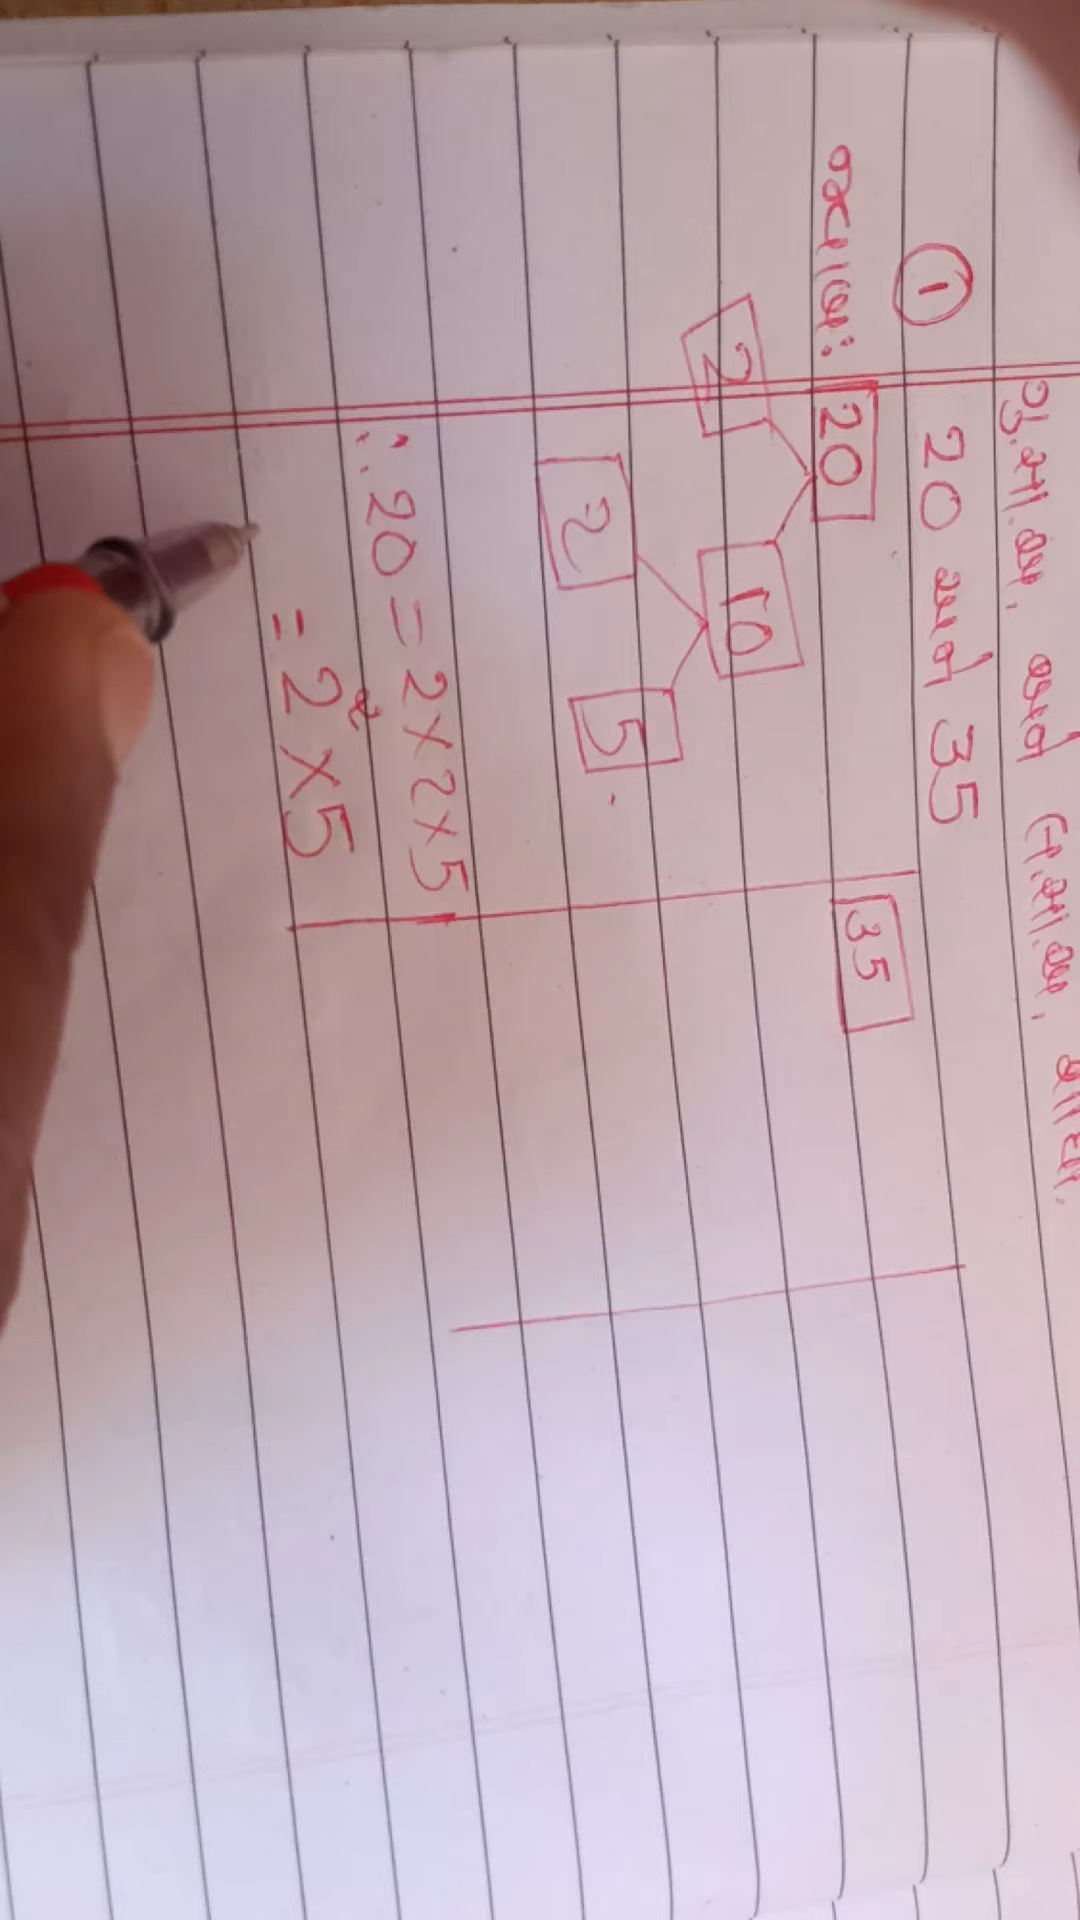 ગુ.સા.અ. અને લ.સા.અ.
① 20 અને 35
જવાબ: 20 35
2 10
2 5
∴ 20 = 2 × 2 × 5
= 2² × 5